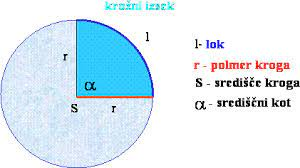 krožni izsek
r
l
α
S
r
l- lok
r - polmer kroga
S - središče kroga
α - središčni kot